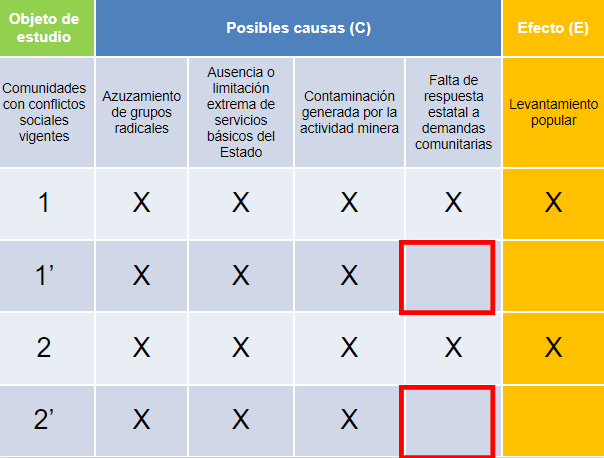 Objeto de
estudio
Posibles causas (C)
Efecto (E)
Comunidades
con conflictos
sociales
vigentes
Azuzamiento
de grupos
radicales
Ausencia o
limitación
extrema de
servicios
básicos del
Estado
Contaminación
generada por la
actividad minera
Falta de
respuesta
estatal a
demandas
comunitarias
Levantamiento
popular
1 X X X X X
1’ X X X
2 X X X X X
2’ X X X